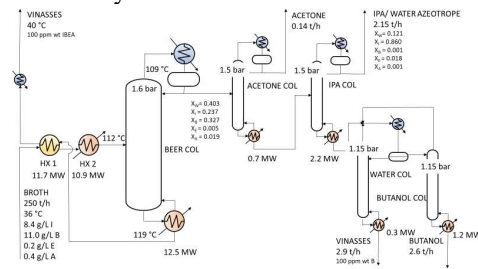 VINASSES
40 °C
100 ppm wt IBEA
ACETONE
0.14 t/h
IPA/ WATER AZEOTROPE
2.15 t/h
X_W= 0.121
X_I = 0.860
X_B = 0.001
X_E = 0.018
X_A = 0.001
109 °C
1.6 bar
1.5 bar
ACETONE COL
1.5 bar
IPA COL
X_W= 0.403
X_I = 0.237
X_B = 0.327
X_E = 0.005
X_A = 0.019
BEER COL
112 °C
HX 1
11.7 MW
HX 2
10.9 MW
0.7 MW
2.2 MW
1.15 bar
1.15 bar
WATER COL
BUTANOL COL
BROTH
250 t/h
36 °C
8.4 g/L I
11.0 g/L B
0.2 g/L E
0.4 g/L A
119 °C
12.5 MW
0.3 MW
1.2 MW
VINASSES
2.9 t/h
100 ppm wt B
BUTANOL
2.6 t/h